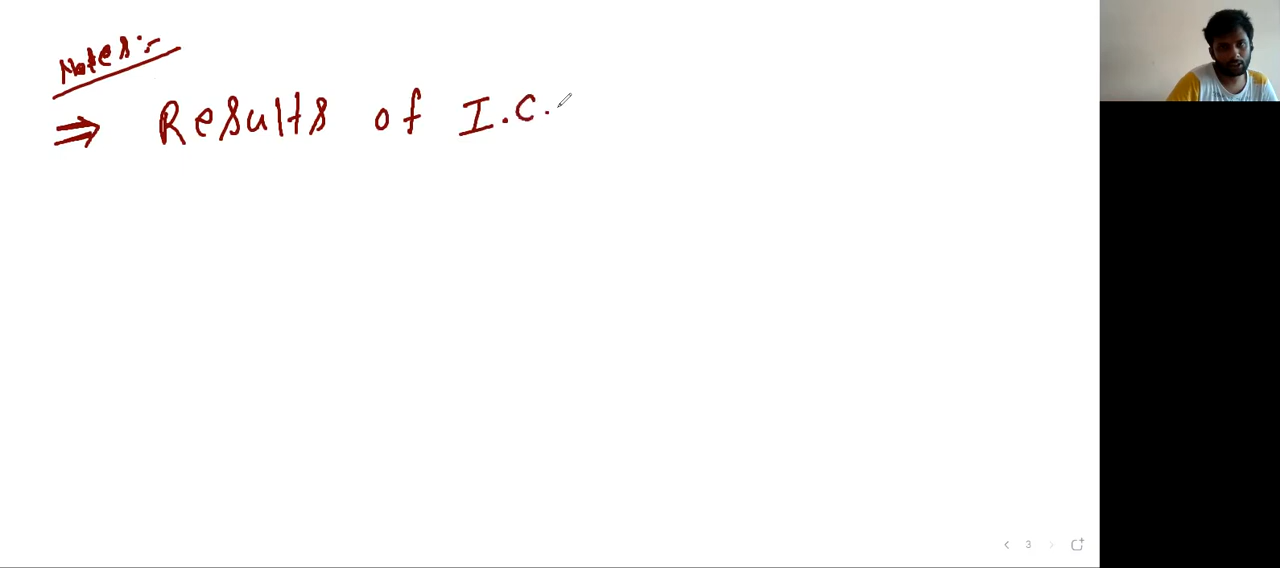 Notes:-
⇒ Results of I.C.
3